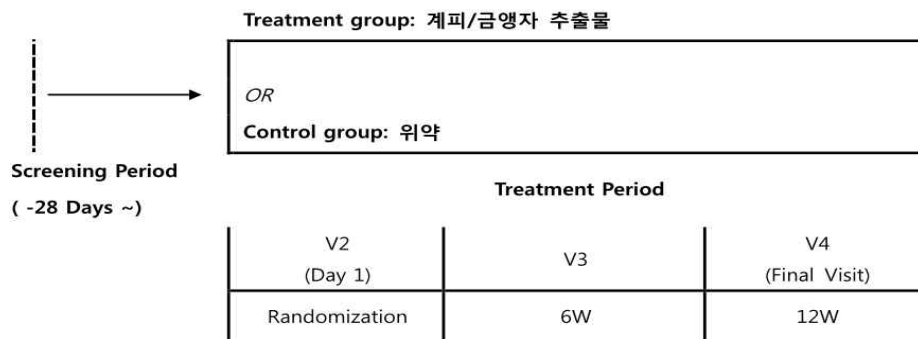 Treatment group: 계피/금앵자 추출물
OR
Control group: 위약
Screening Period
( -28 Days ~)
Treatment Period
V2
(Day 1)
V3
V4
(Final Visit)
Randomization
6W
12W